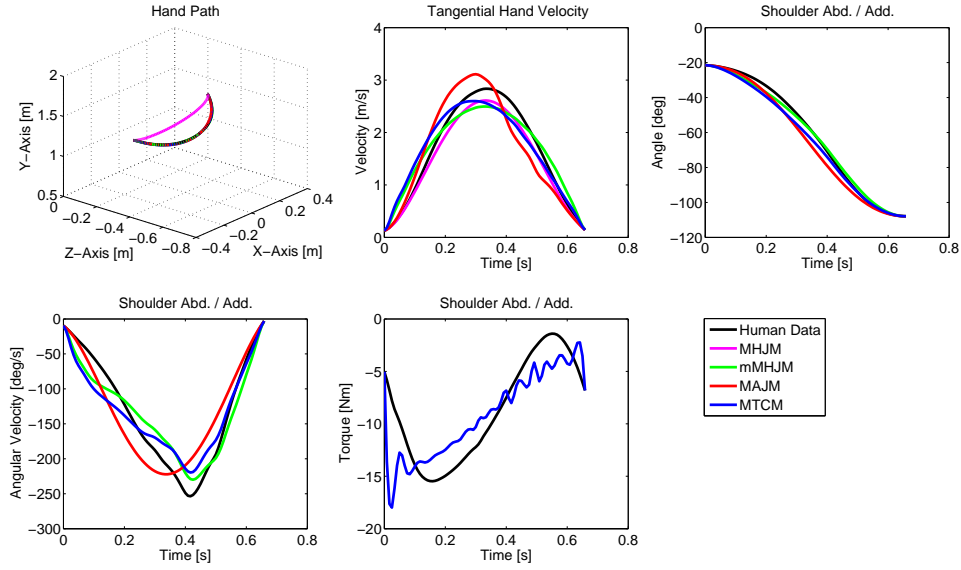 Hand Path
2
1.5
1
0.5
Y−Axis [m]
0
−0.2
−0.4
−0.6
−0.8
Z−Axis [m]
−0.4
−0.2
0
0.2
0.4
X−Axis [m]
Tangential Hand Velocity
4
3
2
1
0
Velocity [m/s]
0 0.2 0.4 0.6 0.8
Time [s]
Shoulder Abd. / Add.
0
−20
−40
−60
−80
−100
−120
Angle [deg]
0 0.2 0.4 0.6 0.8
Time [s]
Shoulder Abd. / Add.
0
−50
−100
−150
−200
−250
−300
Angular Velocity [deg/s]
0 0.2 0.4 0.6 0.8
Time [s]
Shoulder Abd. / Add.
0
−5
−10
−15
−20
Torque [Nm]
0 0.2 0.4 0.6 0.8
Time [s]
Human Data
MHJM
mMHJM
MAJM
MTCM